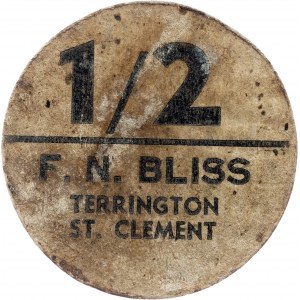 1/2
F. N. BLISS
TERRINGTON
ST. CLEMENT